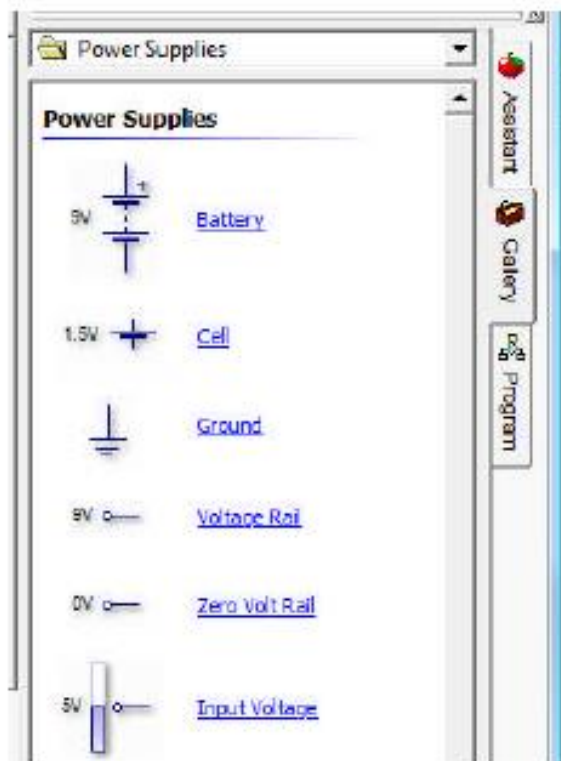 Power Supplies
Power Supplies
9V
+
Battery
1.5V
Cell
Ground
9V
Voltage Rail
0V
Zero Volt Rail
5V
Input Voltage
Assistant
Gallery
Program